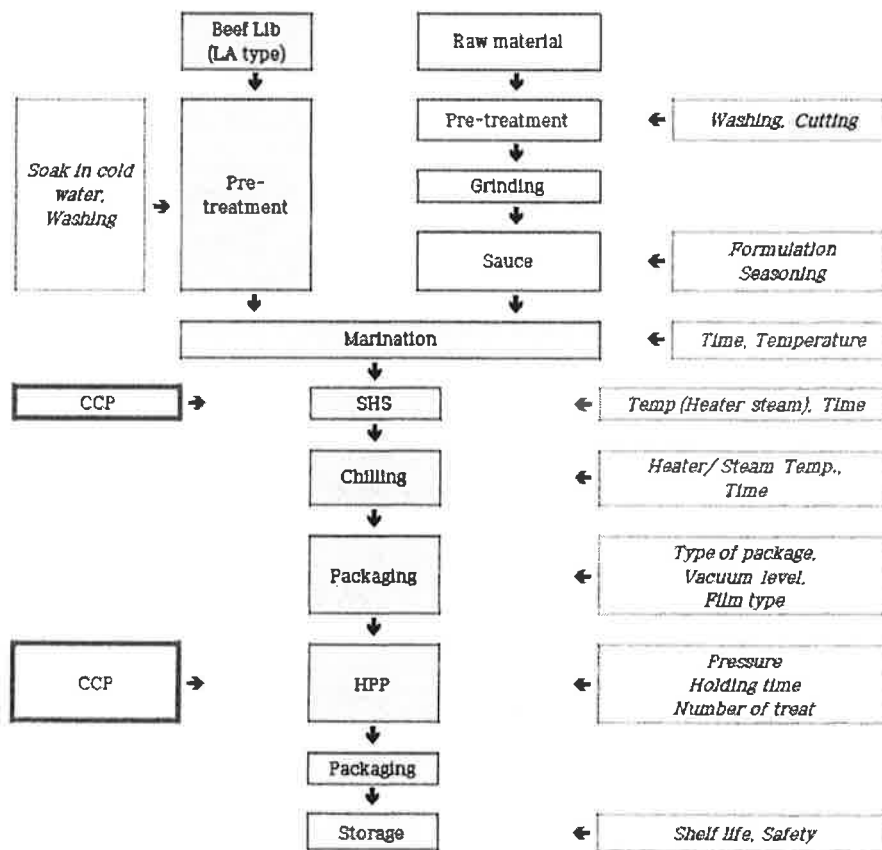 Beef Lib
(LA type)
Raw material
Pre-treatment
Washing, Cutting
Soak in cold
water,
Washing
Pre-
treatment
Grinding
Sauce
Formulation
Seasoning
Marination
Time, Temperature
CCP
SHS
Temp (Heater steam), Time
Chilling
Heater/ Steam Temp.,
Time
Packaging
Type of package,
Vacuum level,
Film type
CCP
HPP
Pressure
Holding time
Number of treat
Packaging
Storage
Shelf life, Safety